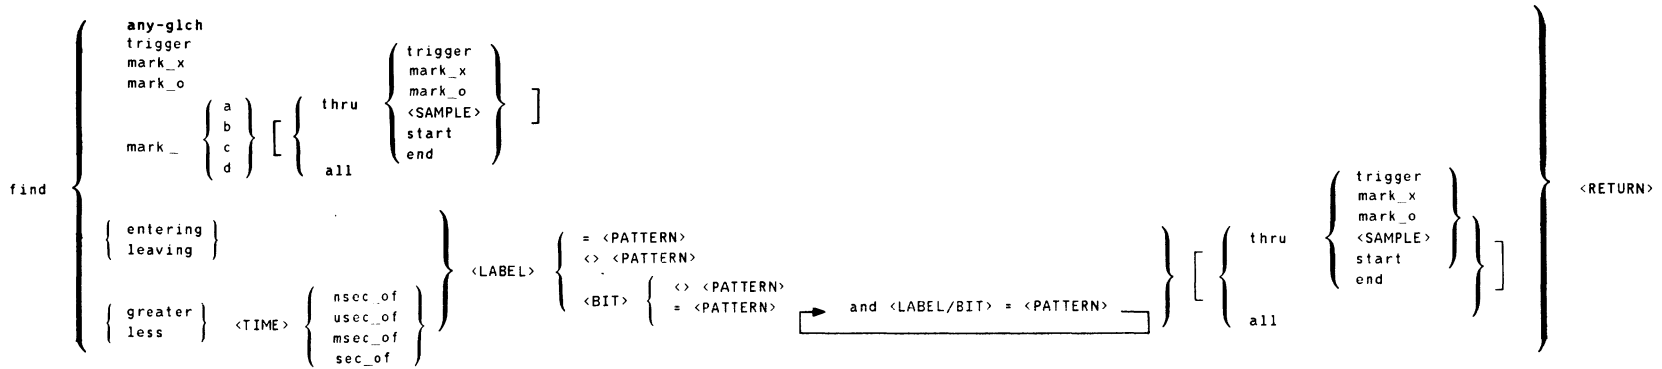 any-glch
trigger
mark_x
mark_o
mark_
a
b
c
d
[
thru
all
trigger
mark_x
mark_o
<SAMPLE>
start
end
]
find
entering
leaving
greater
less
<TIME>
nsec_of
usec_of
msec_of
sec_of
<LABEL>
= <PATTERN>
<> <PATTERN>
<BIT>
<> <PATTERN>
= <PATTERN>
and <LABEL/BIT> = <PATTERN>
[
thru
all
trigger
mark_x
mark_o
<SAMPLE>
start
end
]
<RETURN>